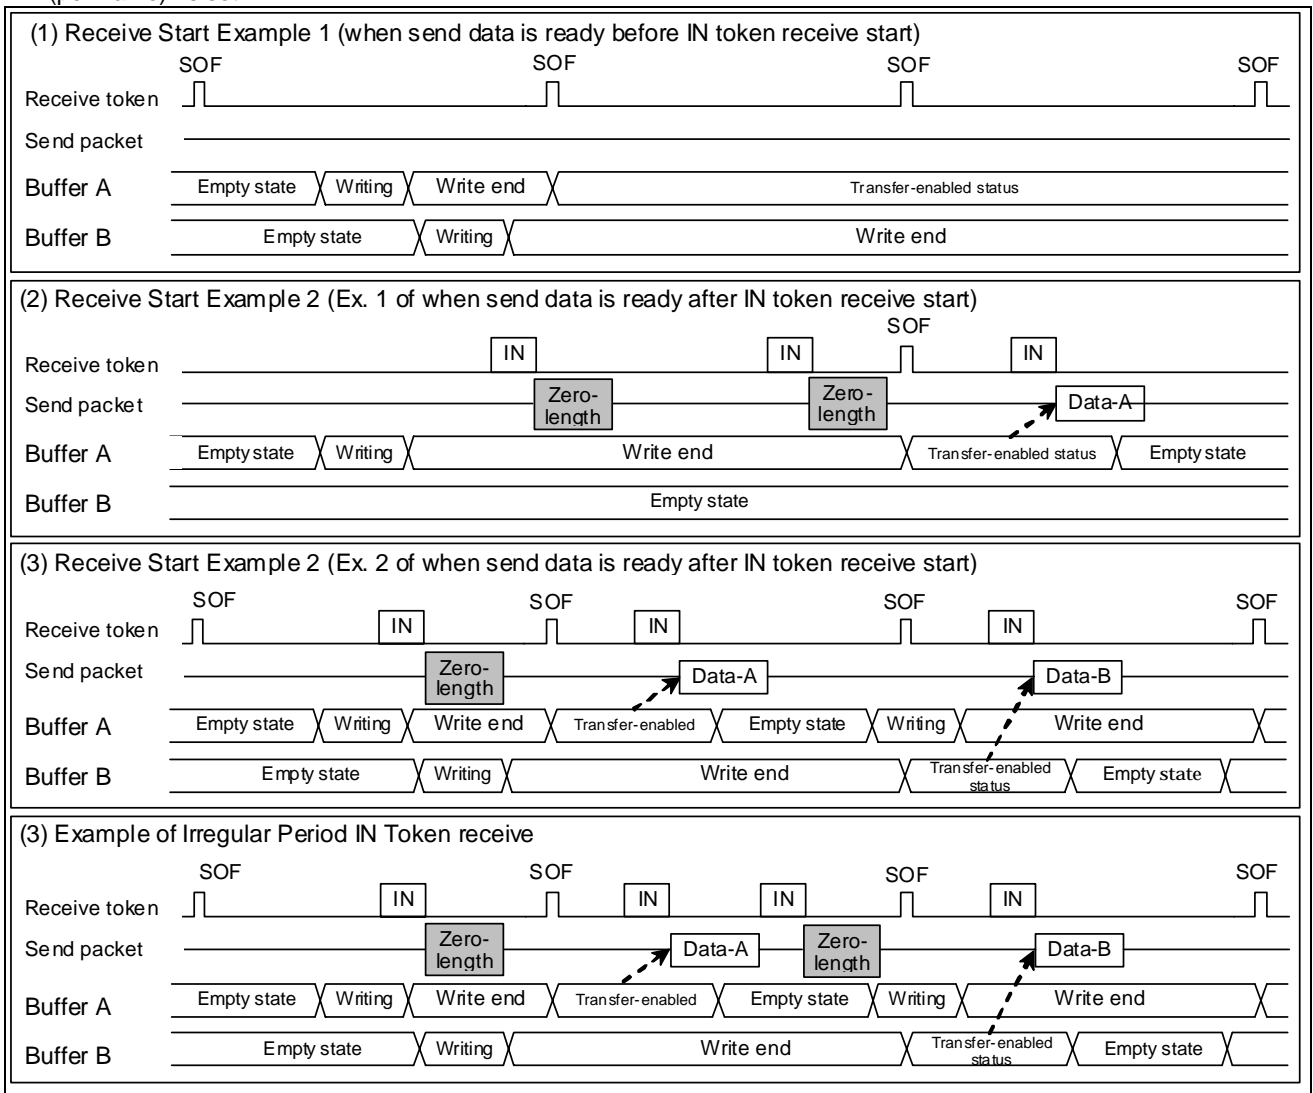 (1) Receive Start Example 1 (when send data is ready before IN token receive start)
SOF SOF SOF SOF
Receive token
Send packet
Buffer A Empty state Writing Write end Transfer-enabled status
Buffer B Empty state Writing Write end
(2) Receive Start Example 2 (Ex. 1 of when send data is ready after IN token receive start)
SOF
Receive token IN IN IN
Send packet Zero-length Zero-length Data-A
Buffer A Empty state Writing Write end Transfer-enabled status Empty state
Buffer B Empty state
(3) Receive Start Example 2 (Ex. 2 of when send data is ready after IN token receive start)
SOF SOF SOF SOF
Receive token IN IN IN
Send packet Zero-length Data-A Data-B
Buffer A Empty state Writing Write end Transfer-enabled Empty state Writing Write end
Buffer B Empty state Writing Write end Transfer-enabled status Empty state
(3) Example of Irregular Period IN Token receive
SOF SOF SOF SOF
Receive token IN IN IN IN
Send packet Zero-length Data-A Zero-length Data-B
Buffer A Empty state Writing Write end Transfer-enabled Empty state Writing Write end
Buffer B Empty state Writing Write end Transfer-enabled status Empty state